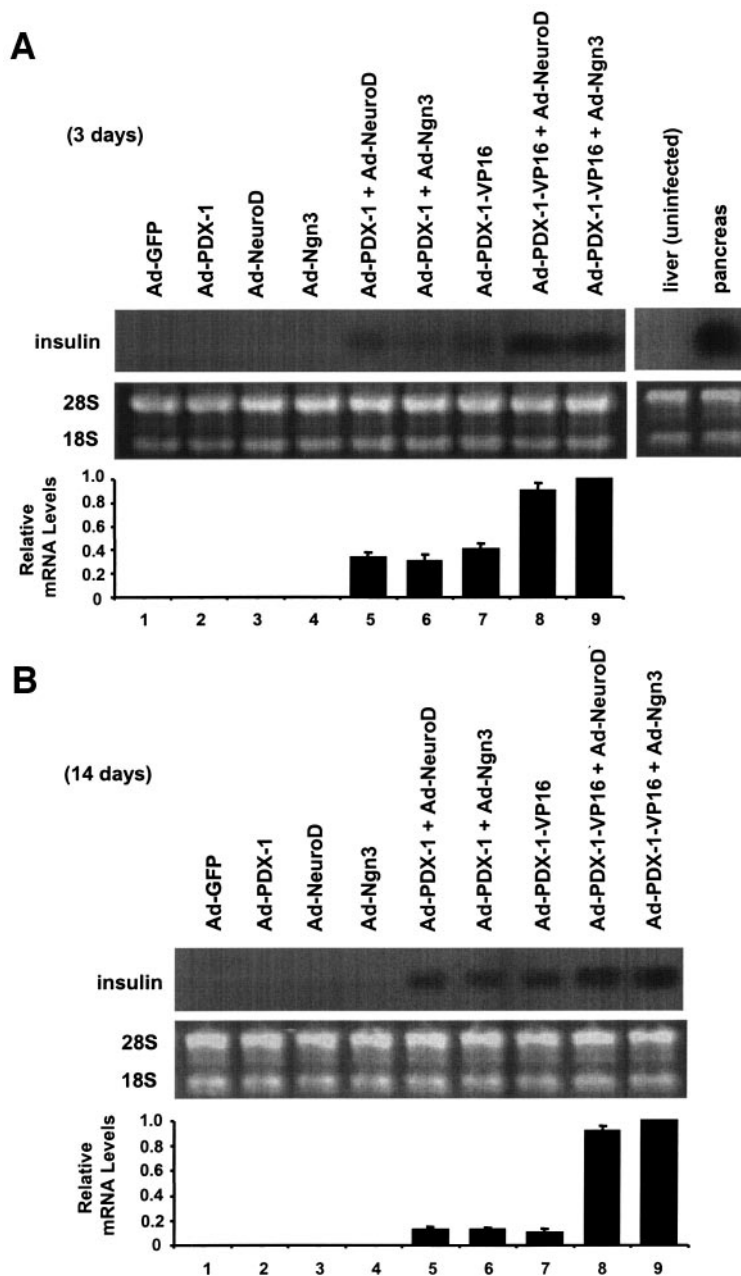 A
(3 days)
Ad-GFP
Ad-PDX-1
Ad-NeuroD
Ad-Ngn3
Ad-PDX-1 + Ad-NeuroD
Ad-PDX-1 + Ad-Ngn3
Ad-PDX-1-VP16
Ad-PDX-1-VP16 + Ad-NeuroD
Ad-PDX-1-VP16 + Ad-Ngn3
liver (uninfected)
pancreas
insulin
28S
18S
Relative
mRNA Levels
1.0
0.8
0.6
0.4
0.2
0
1 2 3 4 5 6 7 8 9
B
(14 days)
Ad-GFP
Ad-PDX-1
Ad-NeuroD
Ad-Ngn3
Ad-PDX-1 + Ad-NeuroD
Ad-PDX-1 + Ad-Ngn3
Ad-PDX-1-VP16
Ad-PDX-1-VP16 + Ad-NeuroD
Ad-PDX-1-VP16 + Ad-Ngn3
insulin
28S
18S
Relative
mRNA Levels
1.0
0.8
0.6
0.4
0.2
0
1 2 3 4 5 6 7 8 9